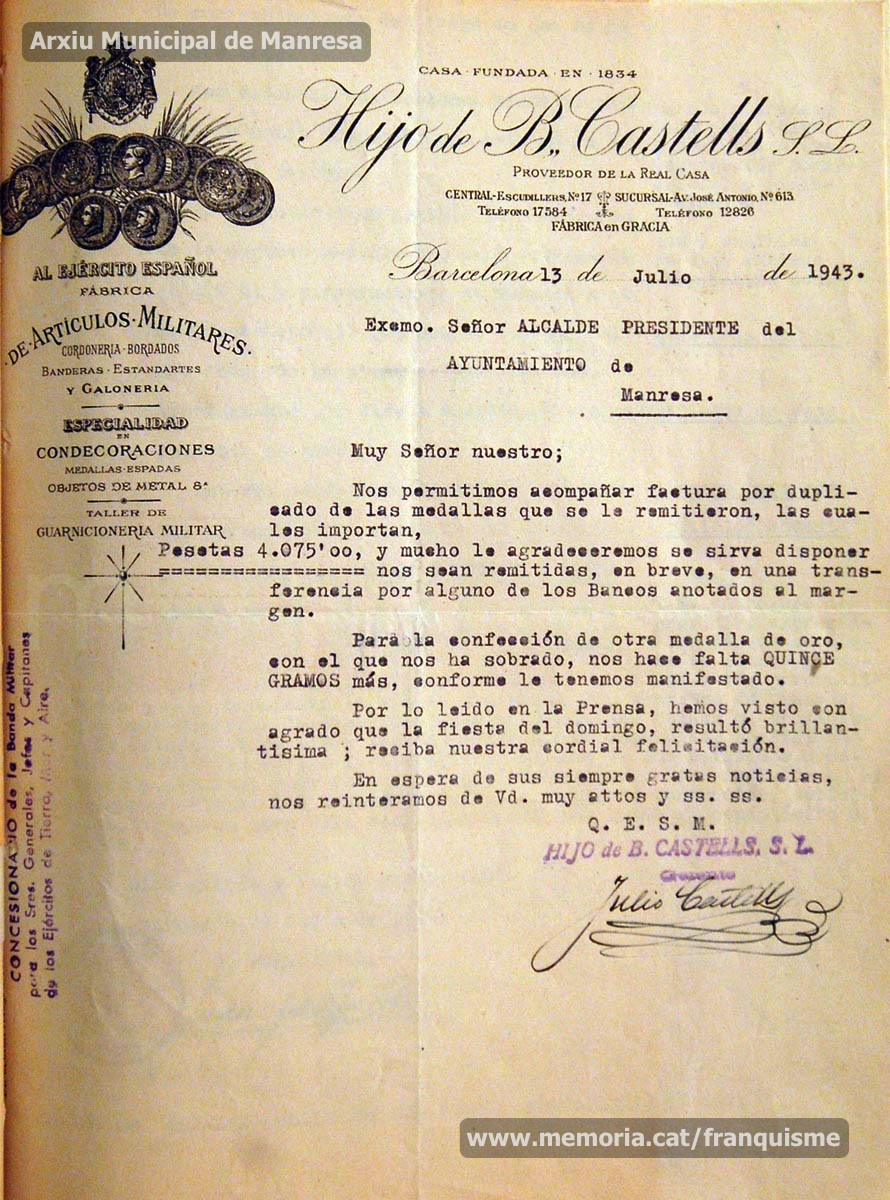 Arxiu Municipal de Manresa
CASA · FUNDADA · EN · 1834
Hijo de B. Castells S. L.
PROVEEDOR DE LA REAL CASA
CENTRAL-ESCUDILLERS, Nº 17 SUCURSAL-AV. JOSÉ ANTONIO, Nº 613
TELÉFONO 17584 TELÉFONO 12826
FÁBRICA en GRACIA
AL EJÉRCITO ESPAÑOL
FÁBRICA
·DE·ARTÍCULOS·MILITARES·
CORDONERIA·BORDADOS
BANDERAS·ESTANDARTES
Y GALONERIA
ESPECIALIDAD
EN
CONDECORACIONES
MEDALLAS·ESPADAS
OBJETOS DE METAL &ª
TALLER DE
GUARNICIONERIA MILITAR
Barcelona 13 de Julio de 1943.
Exemo. Señor ALCALDE PRESIDENTE del
AYUNTAMIENTO de
Manresa.
Muy Señor nuestro;
Nos permitimos acompañar factura por dupli-
cado de las medallas que se le remitieron, las cua-
les importan,
Pesetas 4.075'oo, y mucho le agradeceremos se sirva disponer
================== nos sean remitidas, en breve, en una trans-
ferencia por alguno de los Bancos anotados al mar-
gen.
Para la confección de otra medalla de oro,
con el que nos ha sobrado, nos hace falta QUINCE
GRAMOS más, conforme le tenemos manifestado.
Por lo leido en la Prensa, hemos visto con
agrado que la fiesta del domingo, resultó brillan-
tisima ; reciba nuestra cordial felicitación.
En espera de sus siempre gratas noticias,
nos reinteramos de Vd. muy attos y ss. ss.
Q. E. S. M.
HIJO de B. CASTELLS, S. L.
Gerente
Julio Castells
CONCESIONARIO de la Banda Militar
para los Sres. Generales, Jefes y Capitanes
de los Ejércitos de Tierra, Mar y Aire.
www.memoria.cat/franquisme